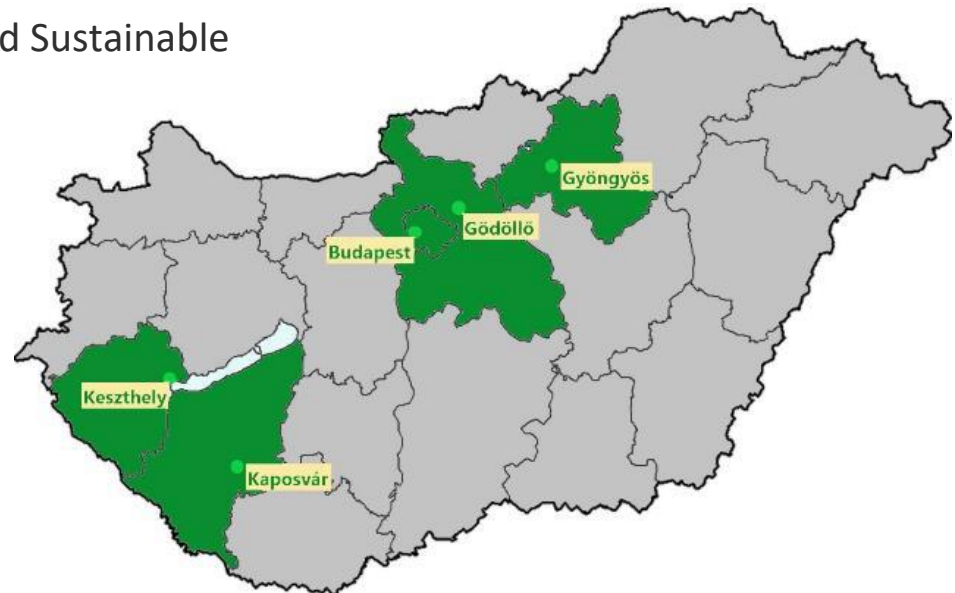 d Sustainable
Gyöngyös
Gödöllő
Budapest
Keszthely
Kaposvár